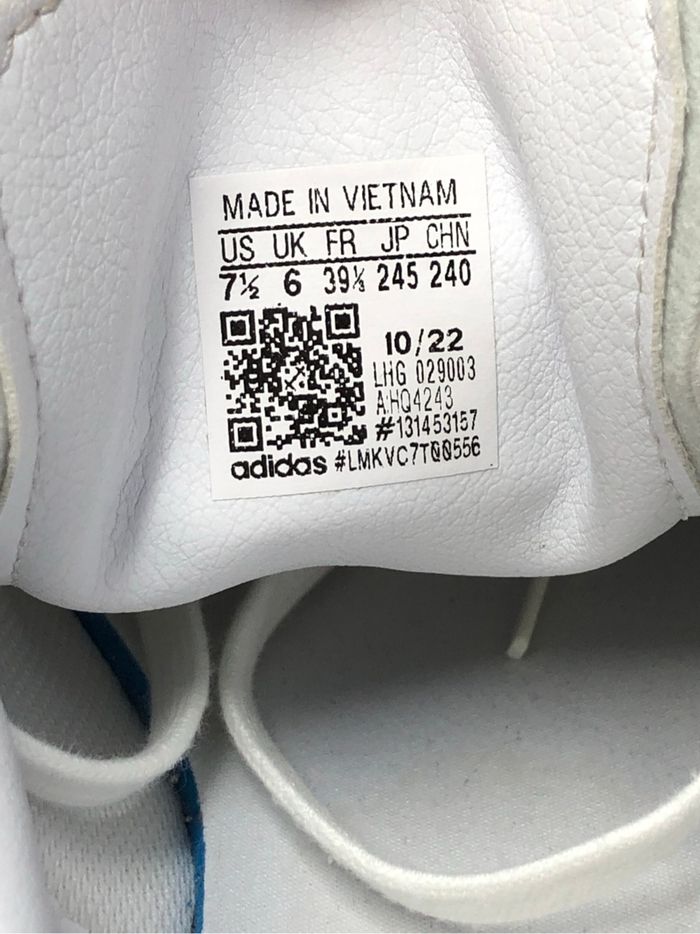 MADE IN VIETNAM
US UK FR JP CHN
7½ 6 39⅓ 245 240
10/22
LHG 029003
A:HQ4243
#131453157
adidas #LMKVC7T00556